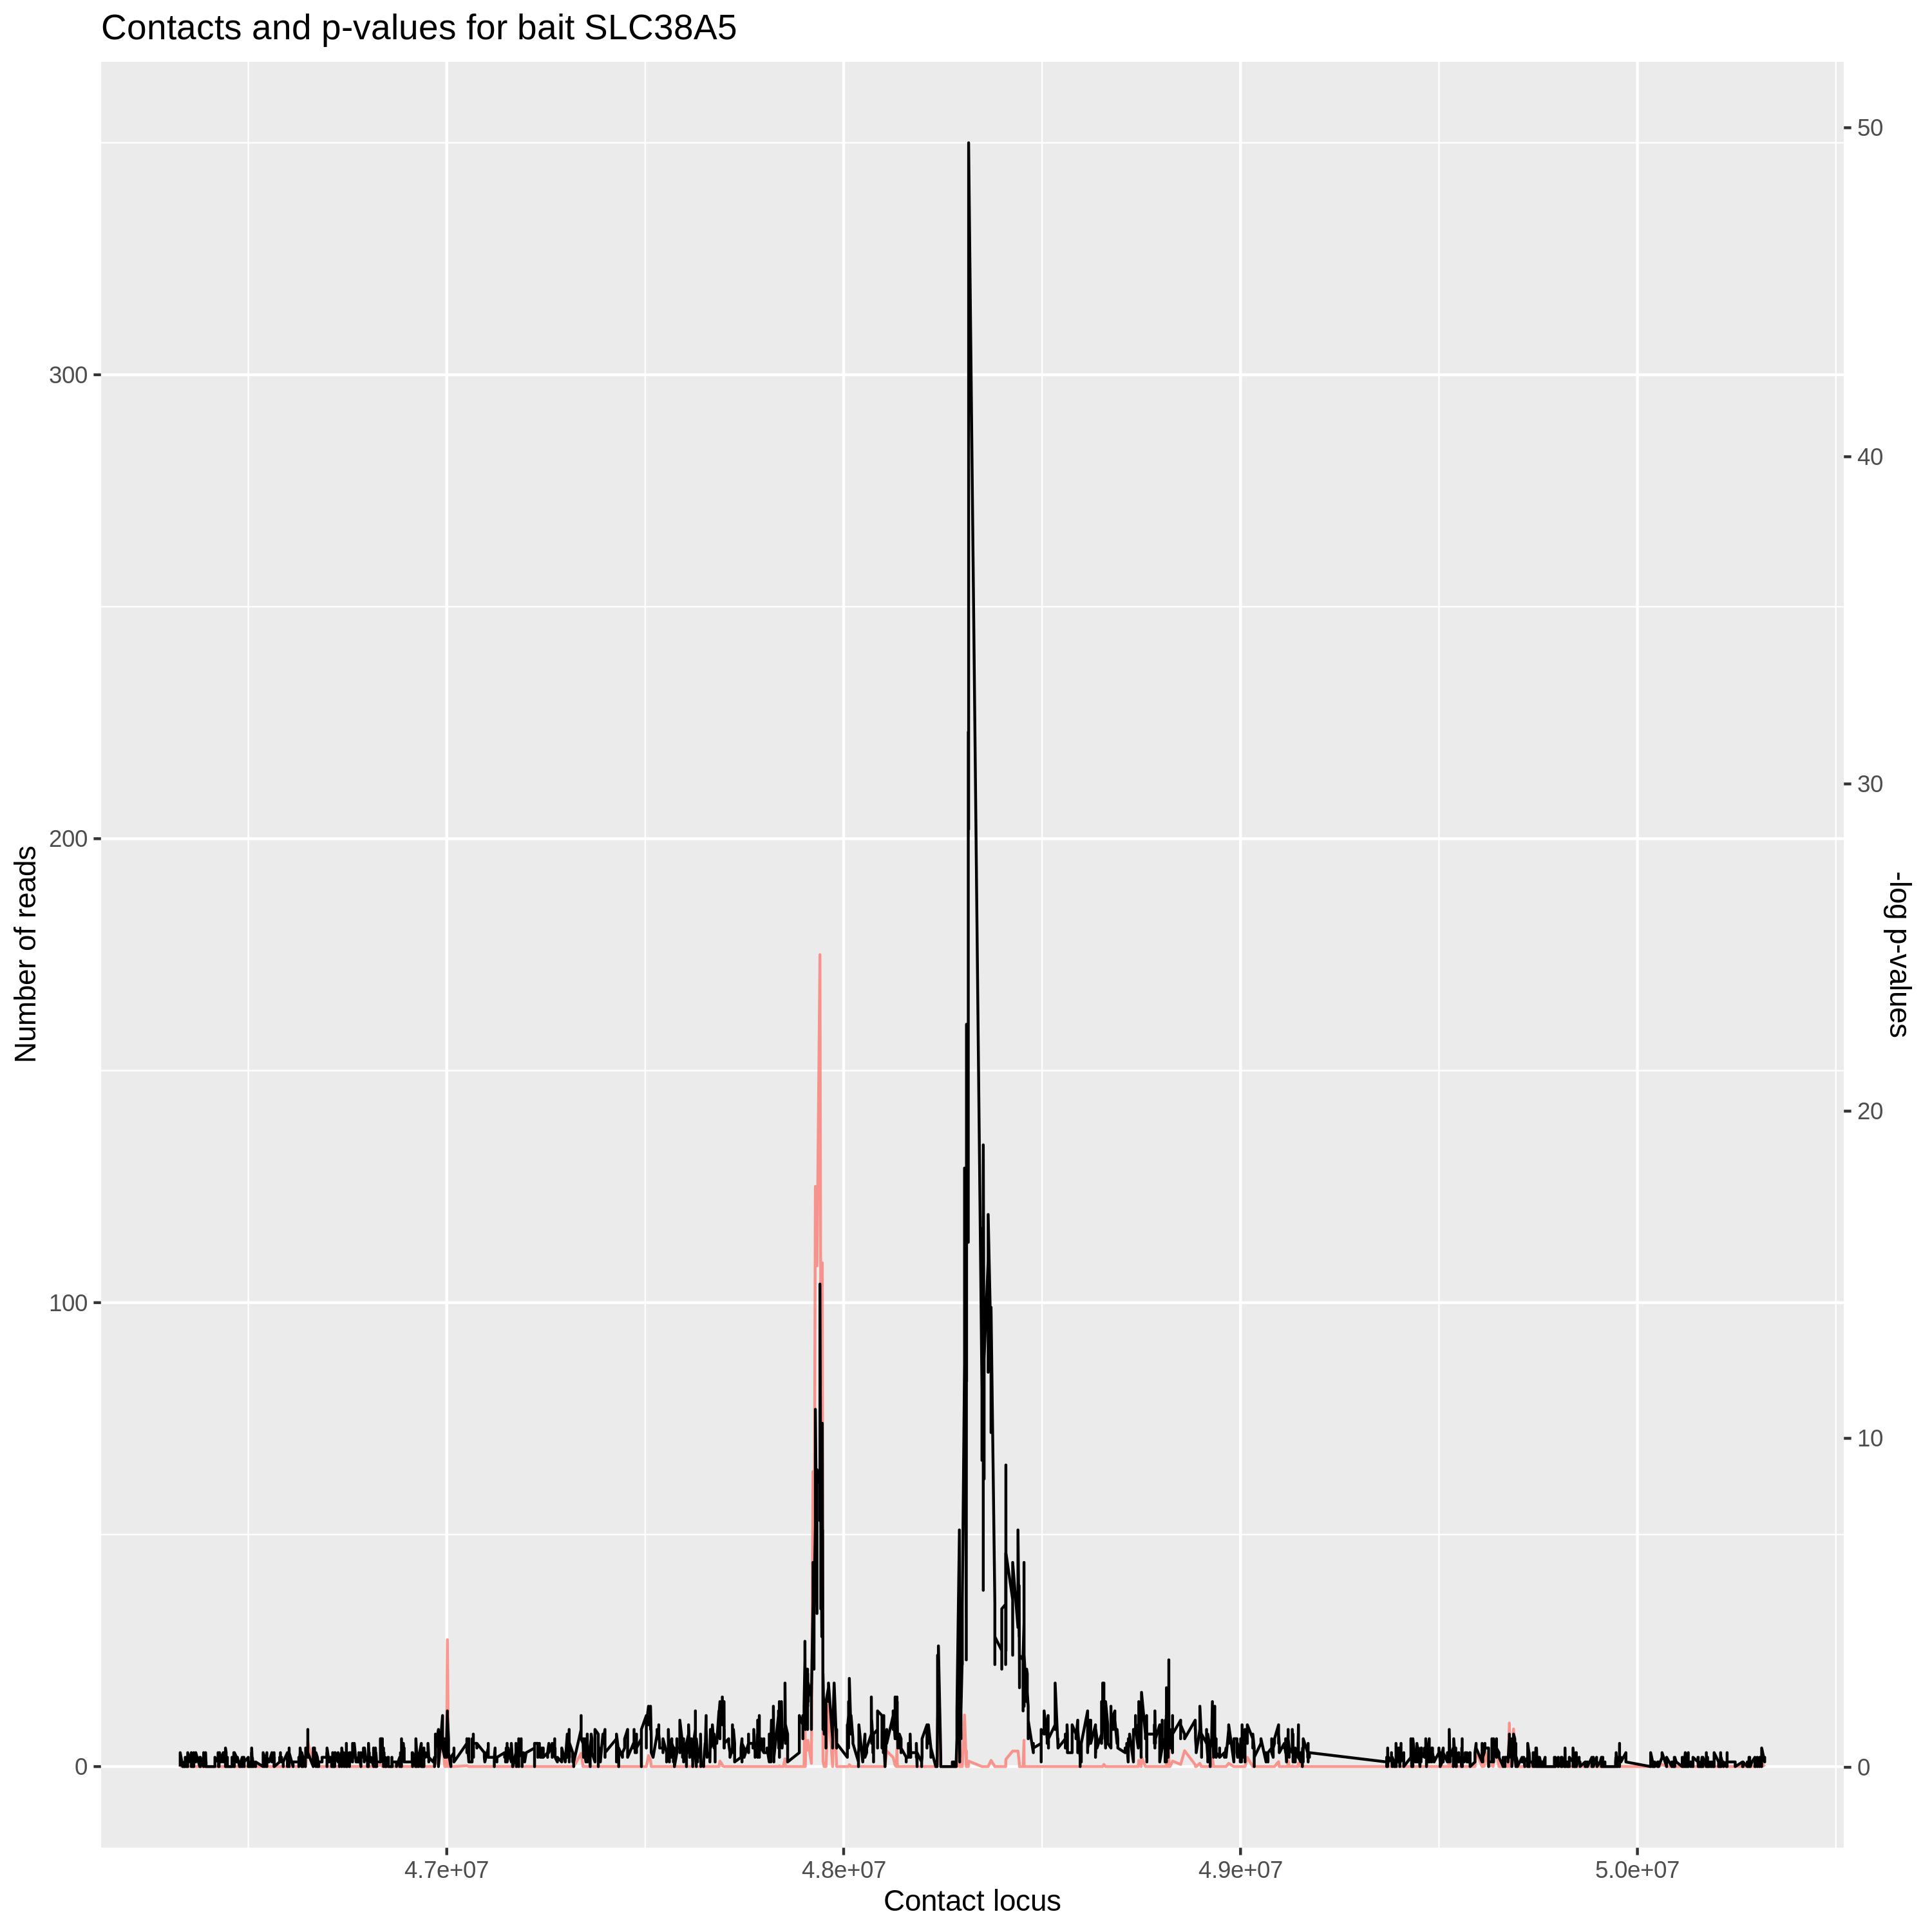 Contacts and p-values for bait SLC38A5
50
40
30
20
10
0
-log p-values
300
200
100
0
Number of reads
4.7e+07 4.8e+07 4.9e+07 5.0e+07
Contact locus